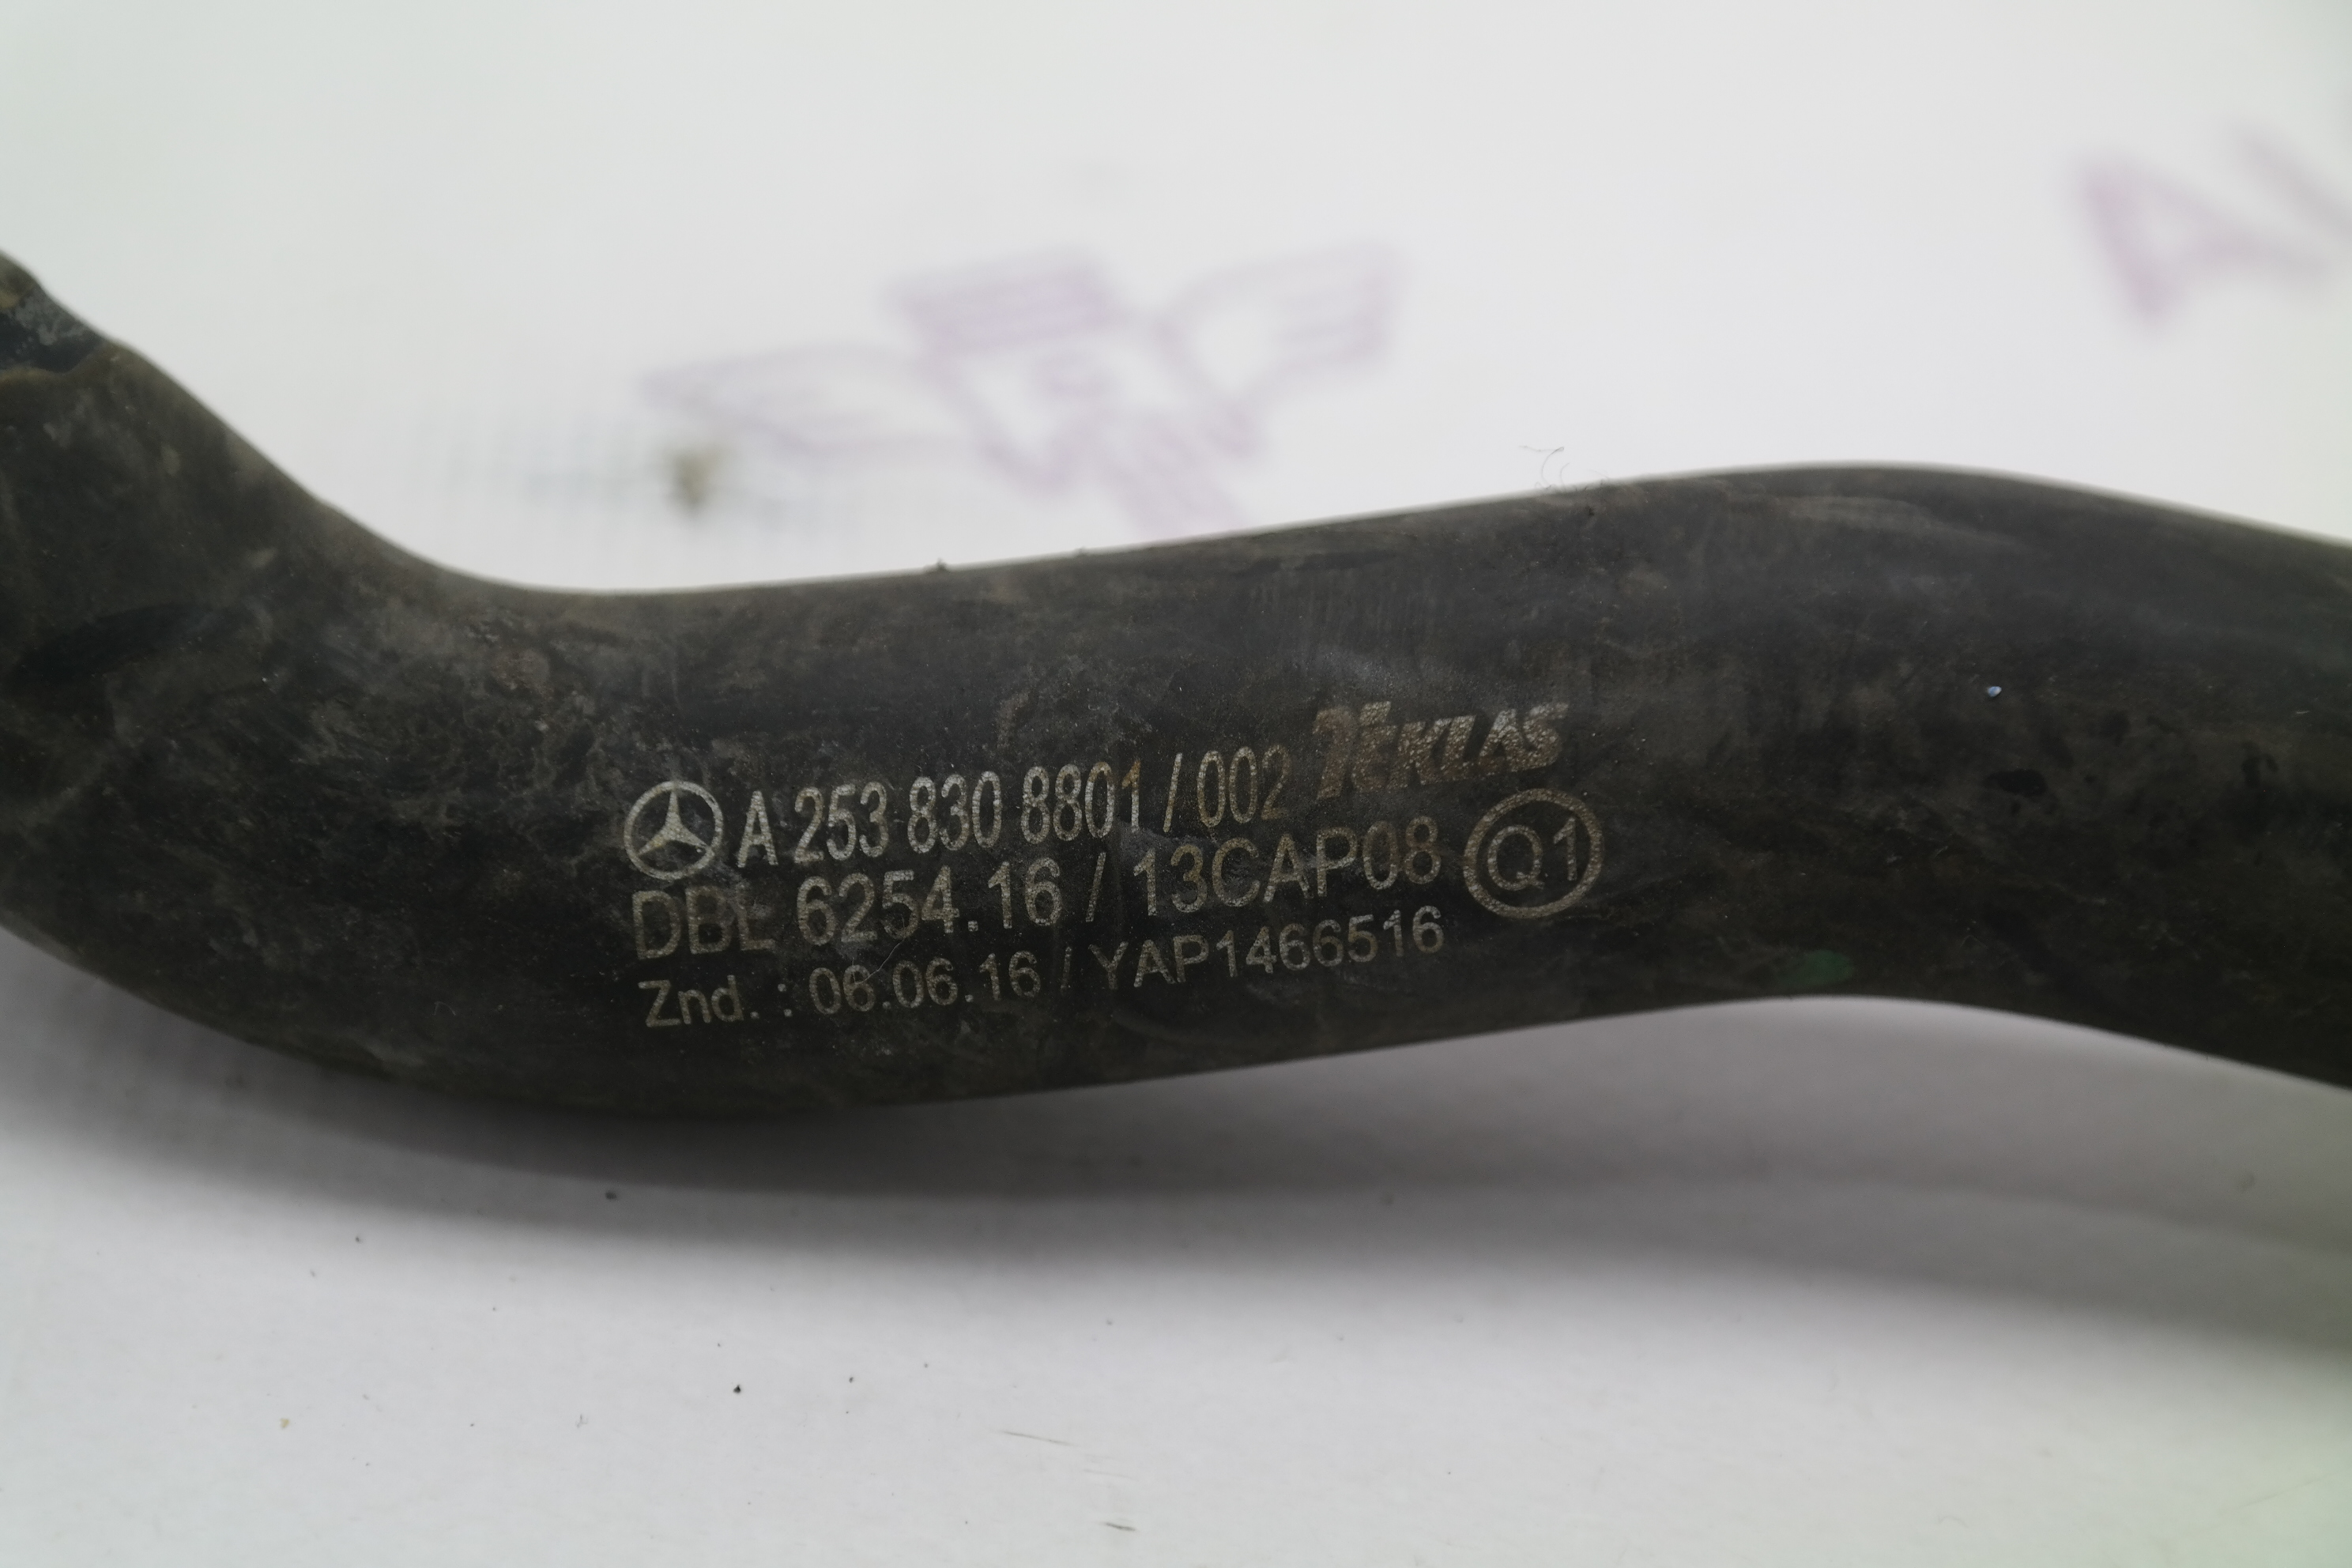 A 253 830 8801 / 002 TEKLAS
DBL 6254.16 / 13CAP08 Q1
Znd. : 06.06.16 / YAP1466516